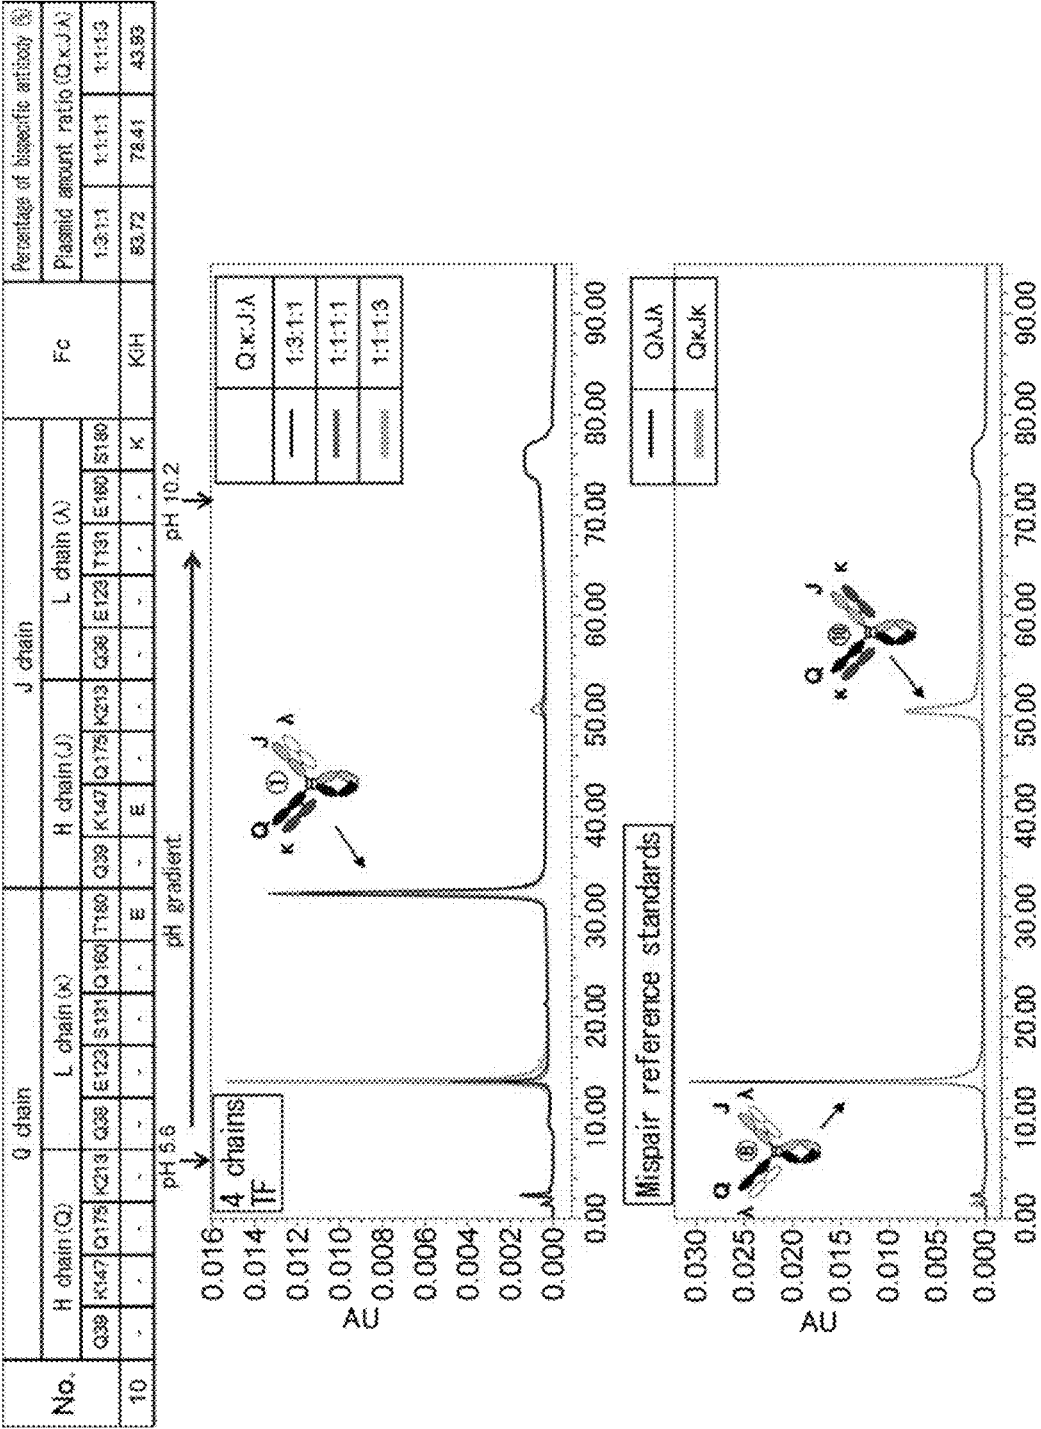 No. Q chain J chain Fc Percentage of bispecific antibody (%)
H chain (Q) L chain (κ) H chain (J) L chain (λ) Plasmid amount ratio (Q:κ:J:λ)
Q39 K147 Q175 K213 Q38 E123 S131 Q160 T180 Q39 K147 Q175 K213 Q38 E123 T131 E160 S180 1:3:1:1 1:1:1:1 1:1:1:3
10 - - - - - - - - E - E - - - - - - K KiH
pH 5.6 pH gradient pH 10.2
4 chains
TF
Q J
κ ① λ
Q:κ:J:λ
1:3:1:1
1:1:1:1
1:1:1:3
AU
0.016
0.014
0.012
0.010
0.008
0.006
0.004
0.002
0.000
0.00 10.00 20.00 30.00 40.00 50.00 60.00 70.00 80.00 90.00
Mispair reference standards
Q J
λ ⑧ λ
Q J
κ ⑩ κ
QλJλ
QκJκ
AU
0.030
0.025
0.020
0.015
0.010
0.005
0.000
0.00 10.00 20.00 30.00 40.00 50.00 60.00 70.00 80.00 90.00